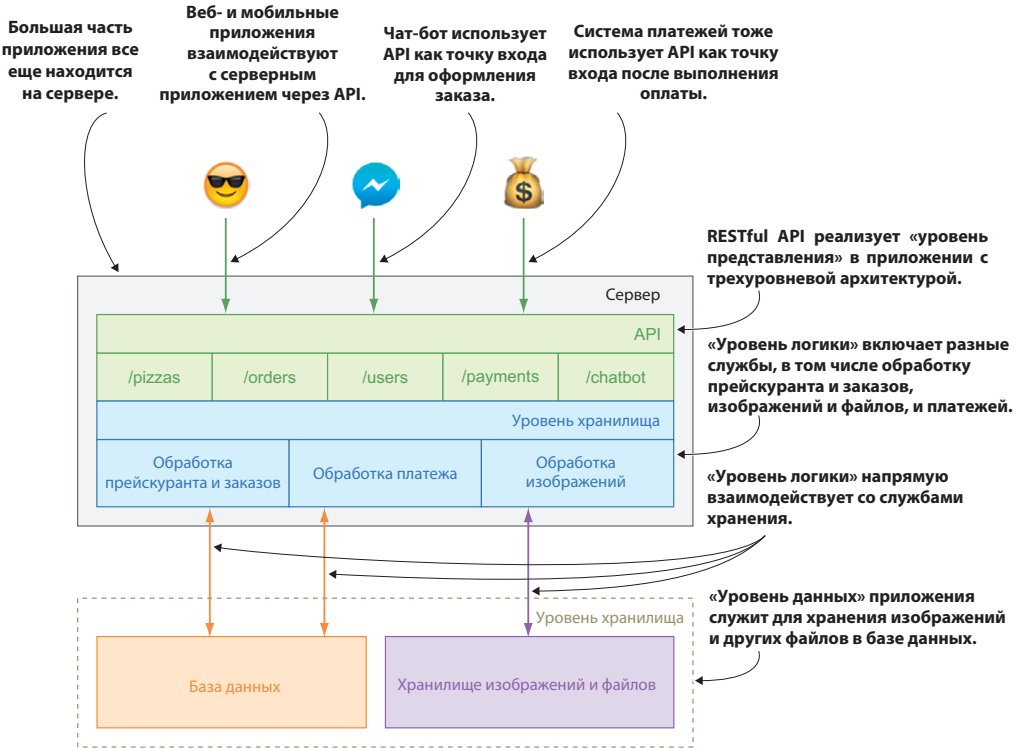 Большая часть
приложения все
еще находится
на сервере.
Веб- и мобильные
приложения
взаимодействуют
с серверным
приложением через API.
Чат-бот использует
API как точку входа
для оформления
заказа.
Система платежей тоже
использует API как точку
входа после выполнения
оплаты.
$
RESTful API реализует «уровень
представления» в приложении с
трехуровневой архитектурой.
Сервер
API
/pizzas
/orders
/users
/payments
/chatbot
«Уровень логики» включает разные
службы, в том числе обработку
прейскуранта и заказов,
изображений и файлов, и платежей.
Уровень хранилища
Обработка
прейскуранта и заказов
Обработка платежа
Обработка
изображений
«Уровень логики» напрямую
взаимодействует со службами
хранения.
«Уровень данных» приложения
служит для хранения изображений
и других файлов в базе данных.
Уровень хранилища
База данных
Хранилище изображений и файлов